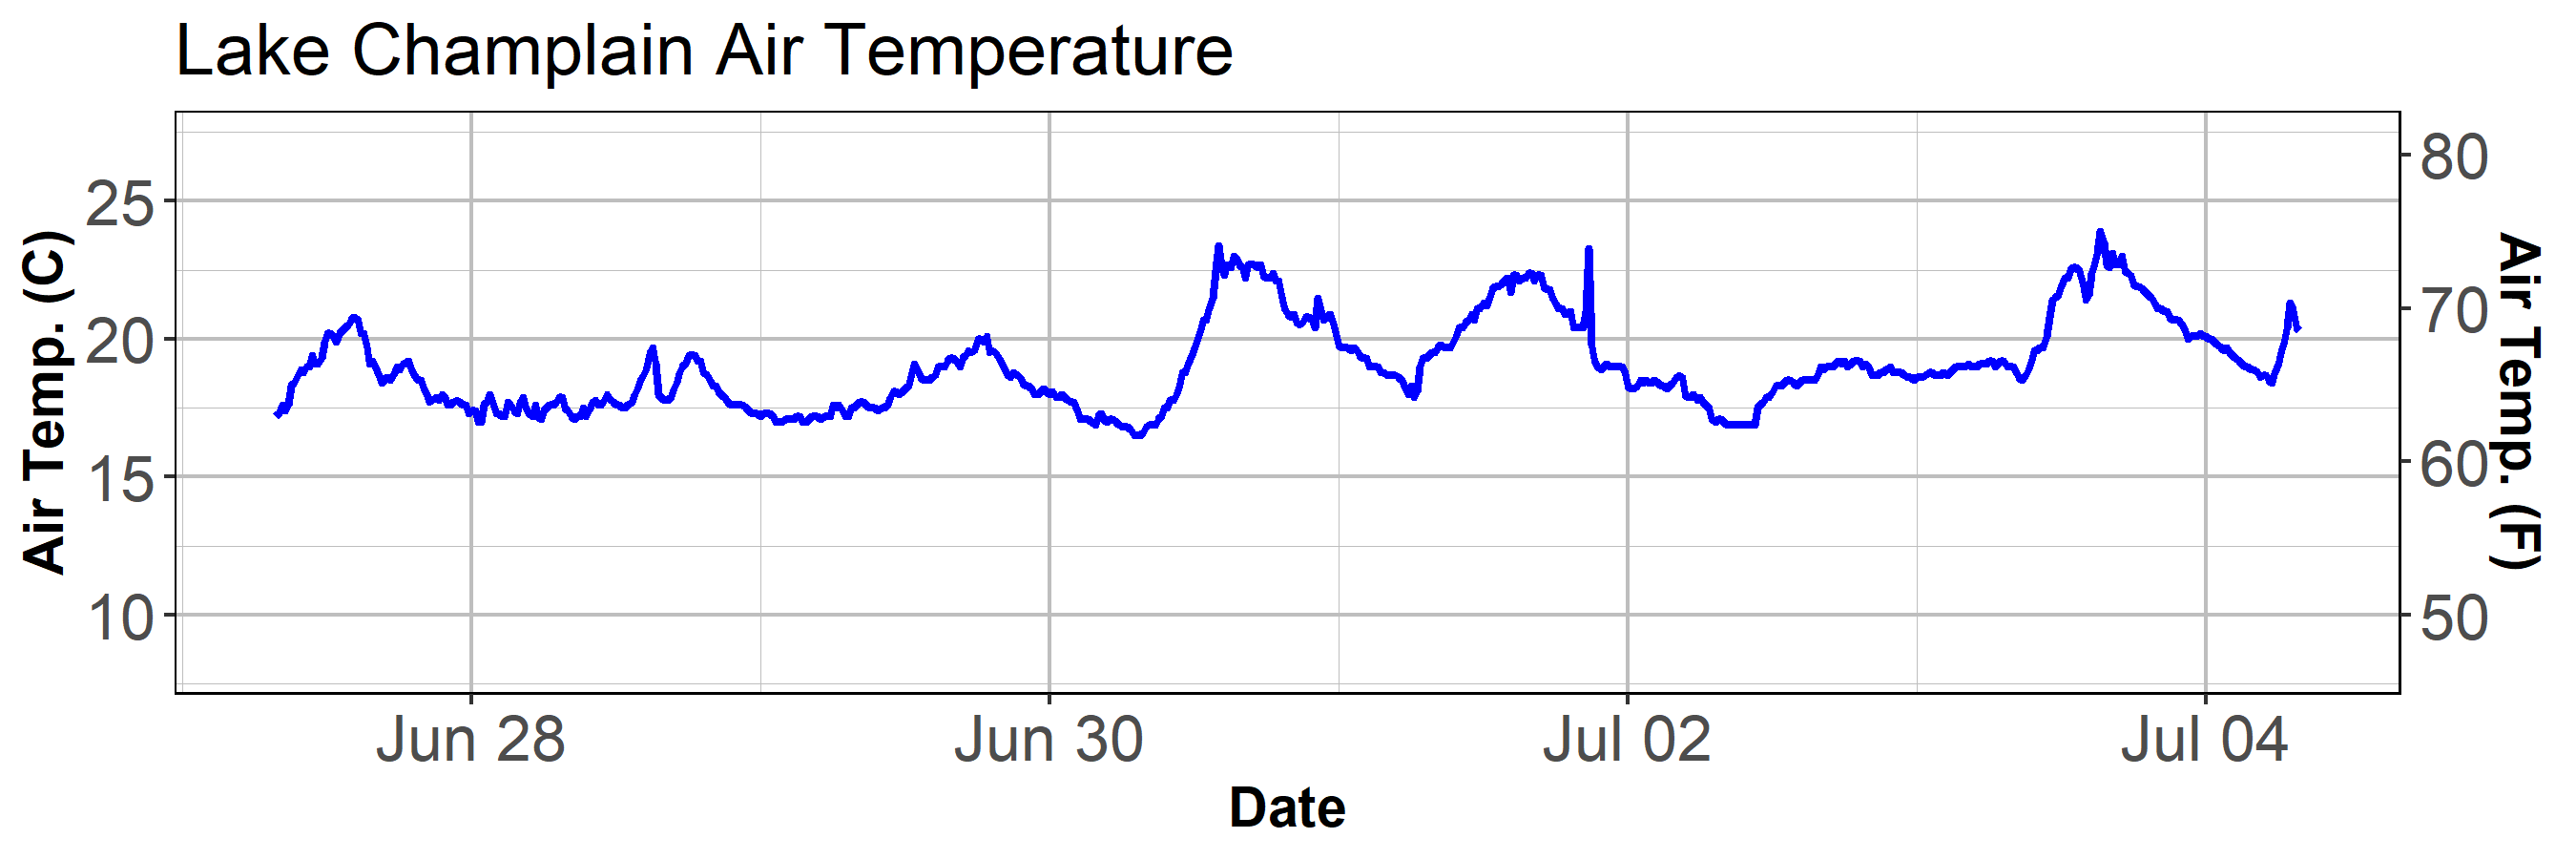 Lake Champlain Air Temperature
Air Temp. (C)
25
20
15
10
80
70
60
50
Air Temp. (F)
Jun 28
Jun 30
Jul 02
Jul 04
Date